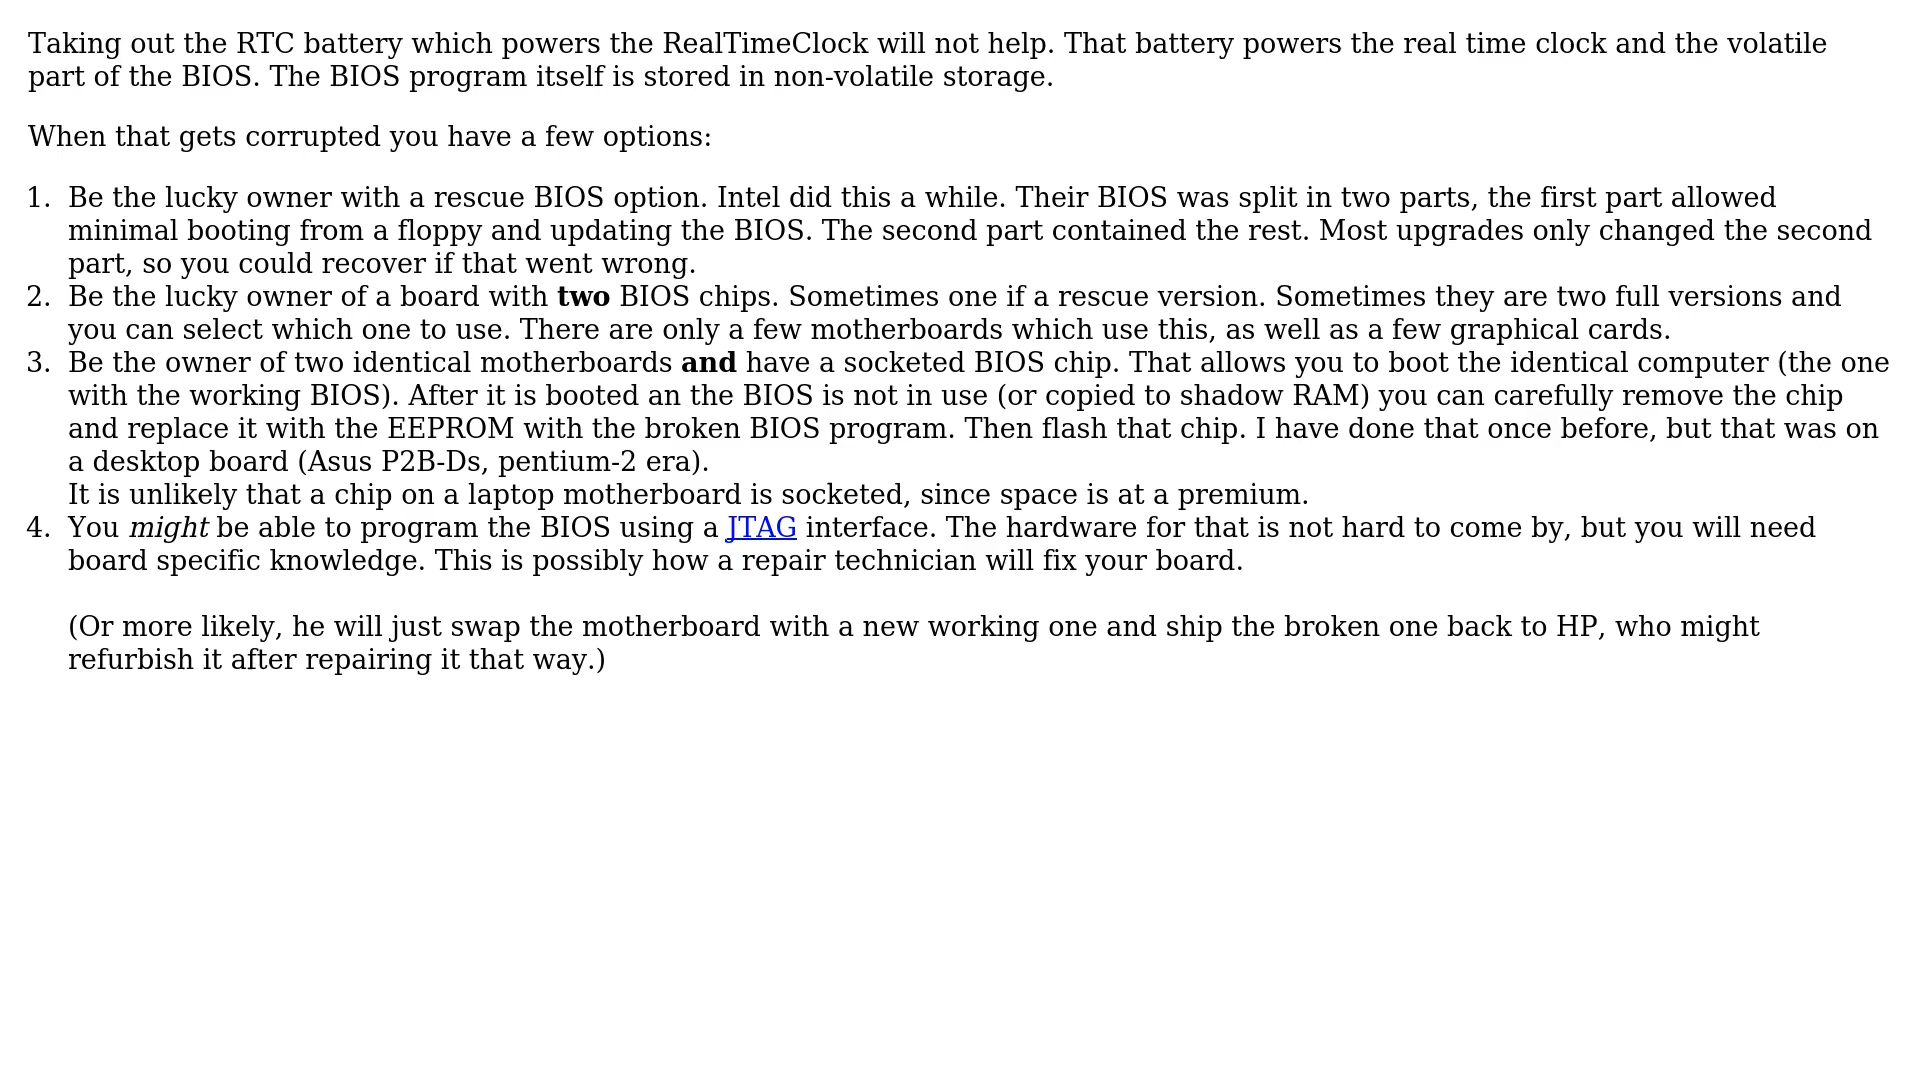 Taking out the RTC battery which powers the RealTimeClock will not help. That battery powers the real time clock and the volatile
part of the BIOS. The BIOS program itself is stored in non-volatile storage.
When that gets corrupted you have a few options:
1. Be the lucky owner with a rescue BIOS option. Intel did this a while. Their BIOS was split in two parts, the first part allowed
minimal booting from a floppy and updating the BIOS. The second part contained the rest. Most upgrades only changed the second
part, so you could recover if that went wrong.
2. Be the lucky owner of a board with two BIOS chips. Sometimes one if a rescue version. Sometimes they are two full versions and
you can select which one to use. There are only a few motherboards which use this, as well as a few graphical cards.
3. Be the owner of two identical motherboards and have a socketed BIOS chip. That allows you to boot the identical computer (the one
with the working BIOS). After it is booted an the BIOS is not in use (or copied to shadow RAM) you can carefully remove the chip
and replace it with the EEPROM with the broken BIOS program. Then flash that chip. I have done that once before, but that was on
a desktop board (Asus P2B-Ds, pentium-2 era).
It is unlikely that a chip on a laptop motherboard is socketed, since space is at a premium.
4. You might be able to program the BIOS using a JTAG interface. The hardware for that is not hard to come by, but you will need
board specific knowledge. This is possibly how a repair technician will fix your board.
(Or more likely, he will just swap the motherboard with a new working one and ship the broken one back to HP, who might
refurbish it after repairing it that way.)